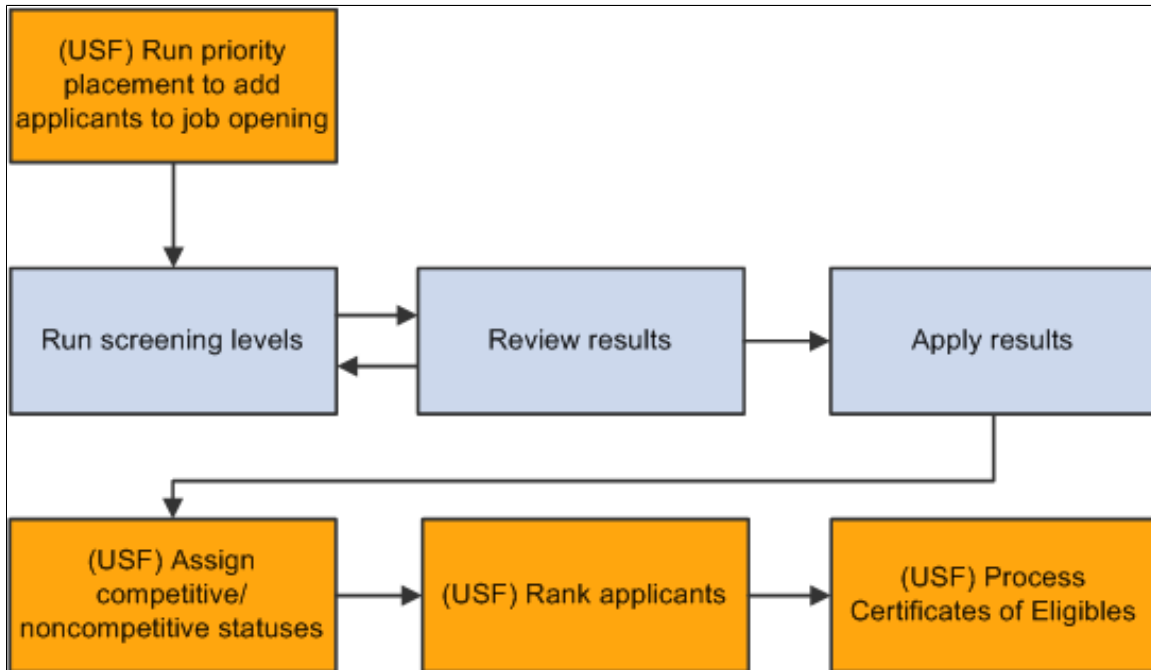 (USF) Run priority
placement to add
applicants to job opening
Run screening levels
Review results
Apply results
(USF) Assign
competitive/
noncompetitive statuses
(USF) Rank applicants
(USF) Process
Certificates of Eligibles